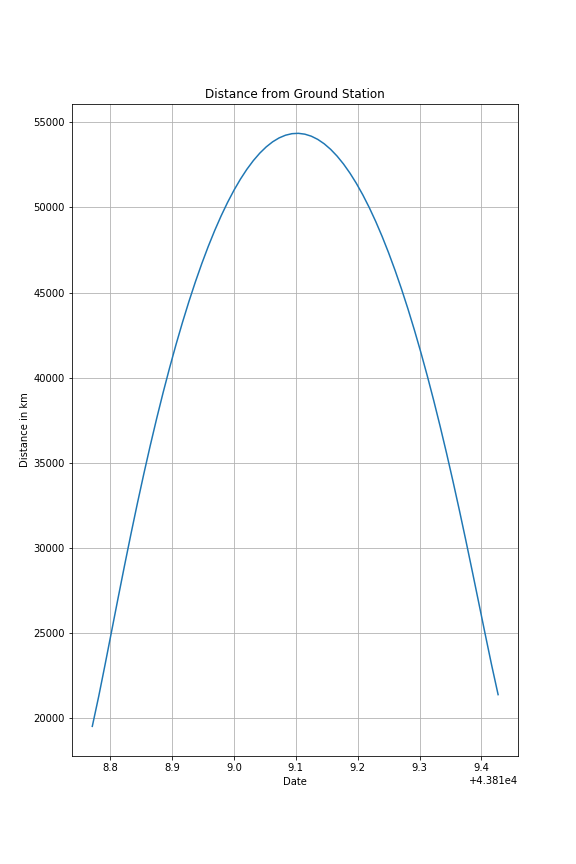 Distance from Ground Station
55000
50000
45000
40000
35000
30000
25000
20000
Distance in km
8.8 8.9 9.0 9.1 9.2 9.3 9.4
+4.381e4
Date